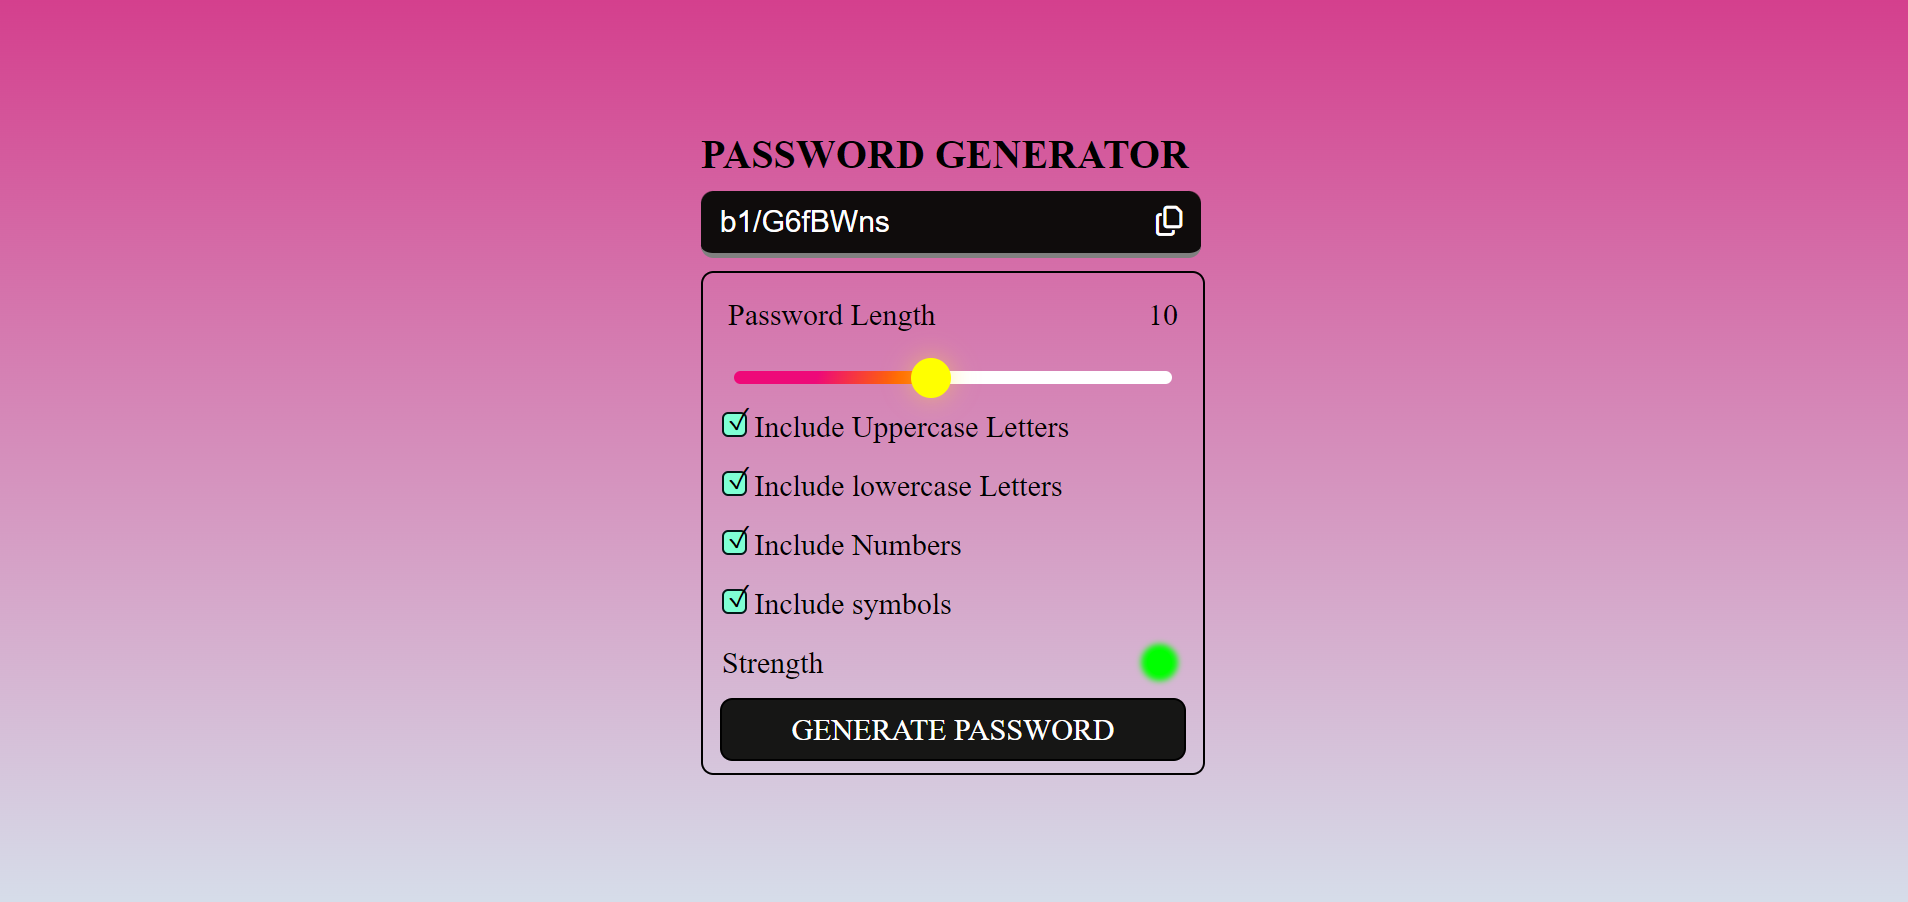 PASSWORD GENERATOR
b1/G6fBWns
Password Length 10
Include Uppercase Letters
Include lowercase Letters
Include Numbers
Include symbols
Strength
GENERATE PASSWORD